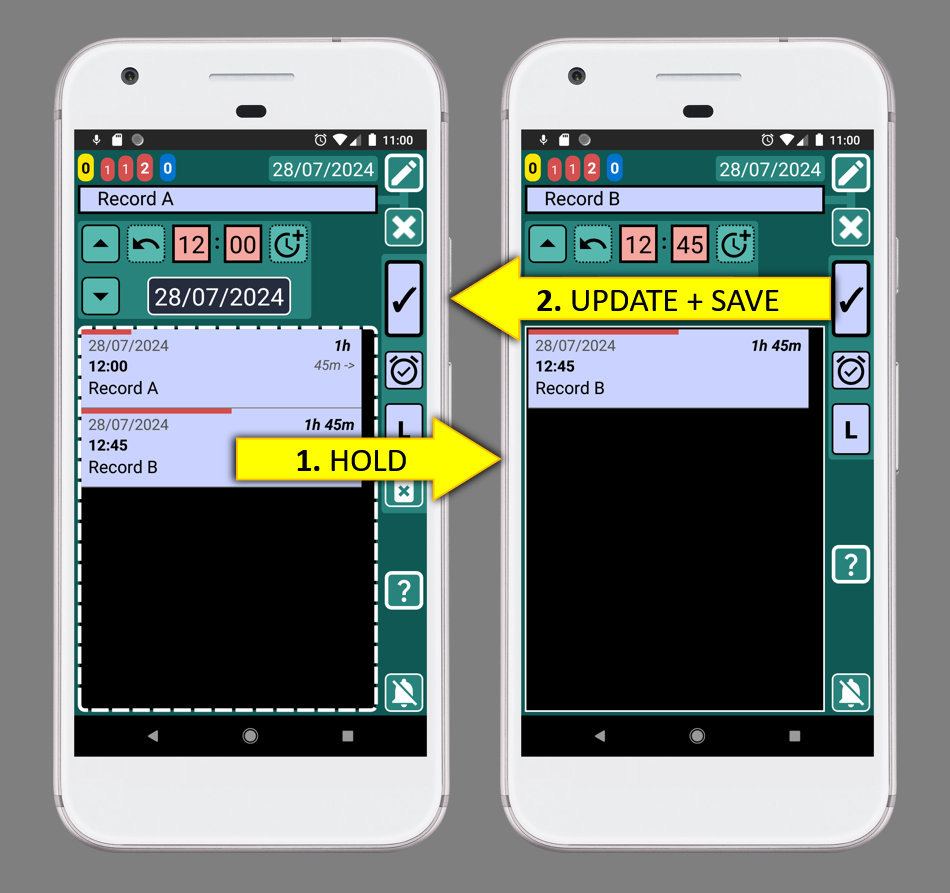 11:00
0 1 1 2 0 28/07/2024
Record A
12 : 00
28/07/2024
28/07/2024 1h
12:00 45m ->
Record A
28/07/2024 1h 45m
12:45
Record B
L
?
1. HOLD
11:00
0 1 1 2 0 28/07/2024
Record B
12 : 45
2. UPDATE + SAVE
28/07/2024 1h 45m
12:45
Record B
L
?